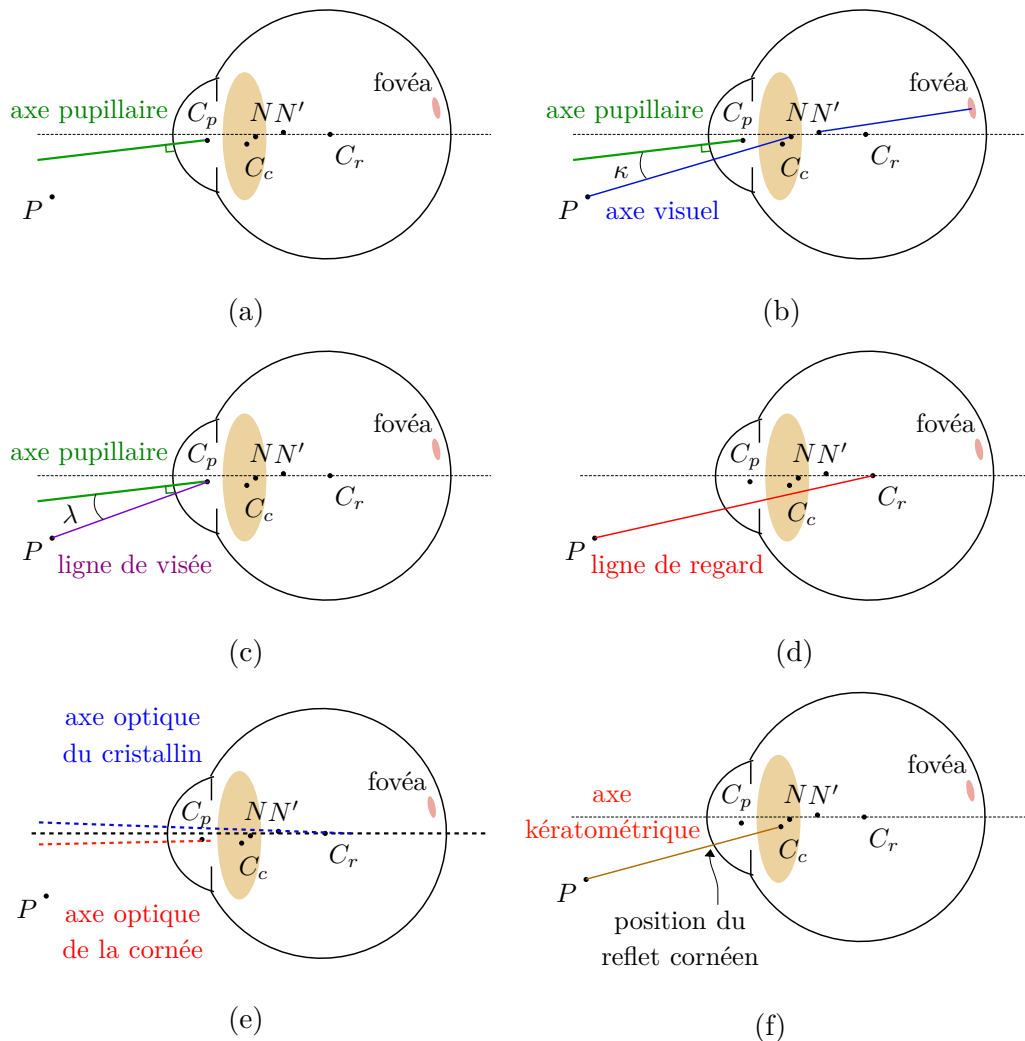 fovéa
axe pupillaire
C_p
N N′
C_c
C_r
P
(a)
fovéa
axe pupillaire
C_p
N N′
κ
C_c
C_r
P
axe visuel
(b)
fovéa
axe pupillaire
C_p
N N′
λ
C_c
C_r
P
ligne de visée
(c)
fovéa
C_p
N N′
C_c
C_r
P
ligne de regard
(d)
axe optique
du cristallin
fovéa
C_p
N N′
C_c
C_r
P
axe optique
de la cornée
(e)
fovéa
axe
kératométrique
C_p
N N′
C_c
C_r
P
position du
reflet cornéen
(f)